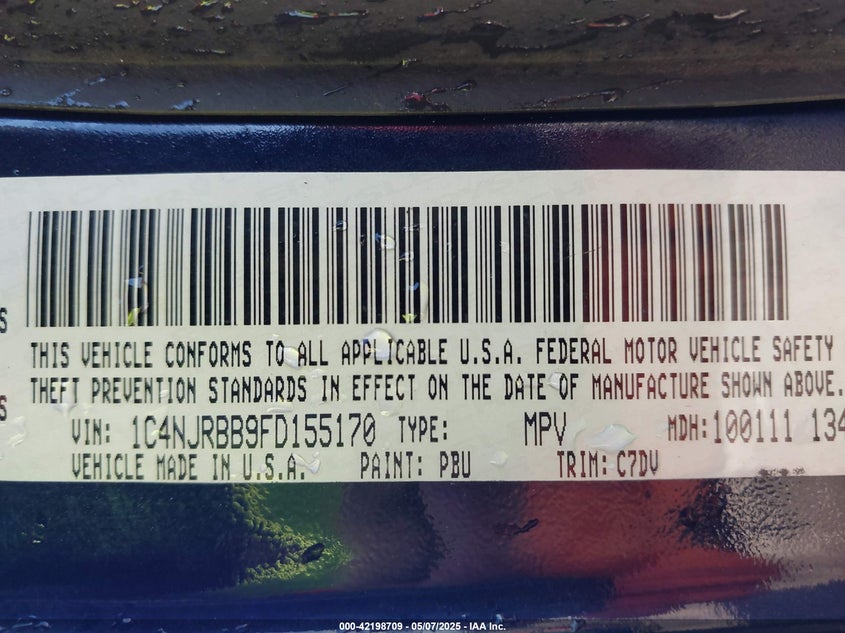 S
THIS VEHICLE CONFORMS TO ALL APPLICABLE U.S.A. FEDERAL MOTOR VEHICLE SAFETY
THEFT PREVENTION STANDARDS IN EFFECT ON THE DATE OF MANUFACTURE SHOWN ABOVE.
S
VIN: 1C4NJRBB9FD155170 TYPE: MPV MDH:100111 134
VEHICLE MADE IN U.S.A. PAINT: PBU TRIM: C7DV
000-42198709 — 05/07/2025 — IAA Inc.